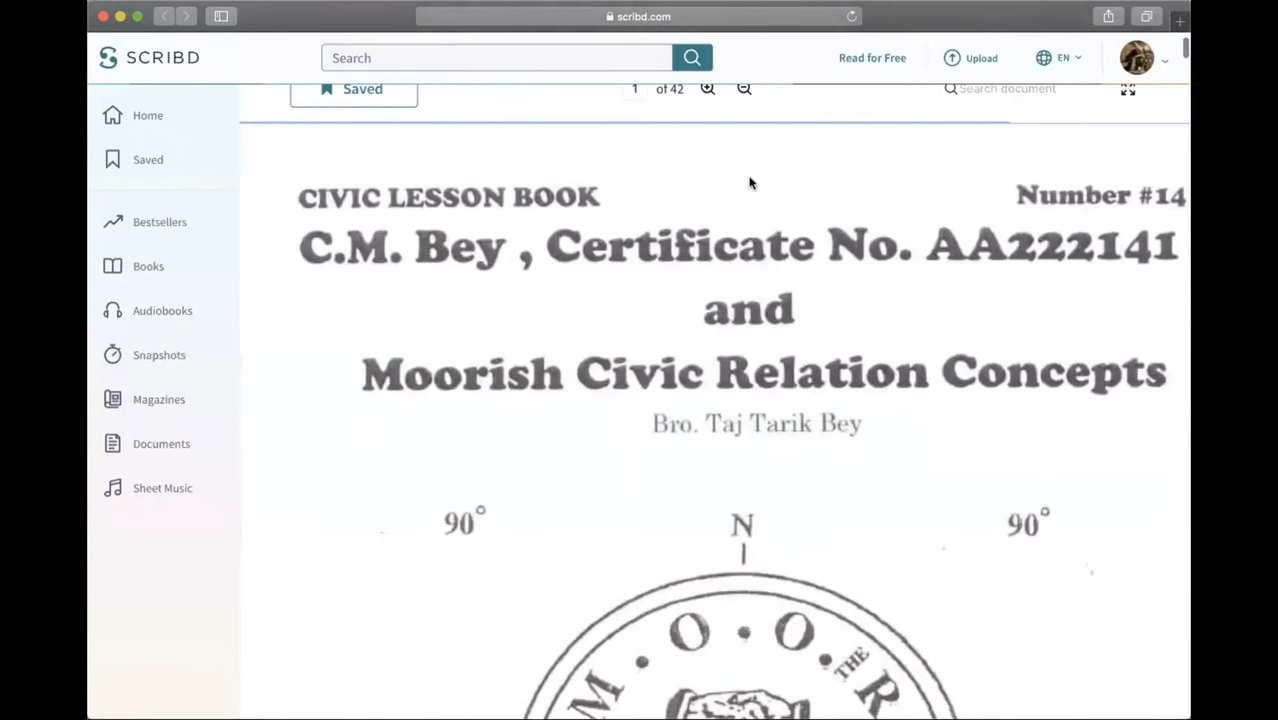 scribd.com
SCRIBD
Search
Read for Free
Upload
EN
Saved
1 of 42
Search document
Home
Saved
Bestsellers
Books
Audiobooks
Snapshots
Magazines
Documents
Sheet Music
CIVIC LESSON BOOK
Number #14
C.M. Bey , Certificate No. AA222141
and
Moorish Civic Relation Concepts
Bro. Taj Tarik Bey
90°
N
90°
M • O • O • THE R